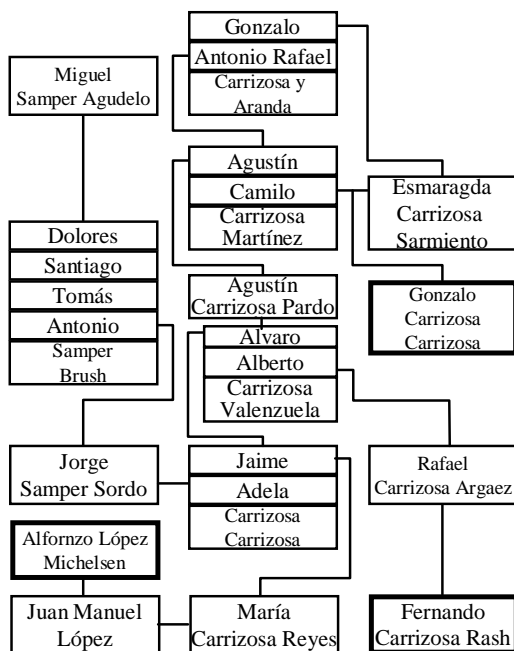 Gonzalo
Antonio Rafael
Carrizosa y
Aranda
Miguel
Samper Agudelo
Agustín
Camilo
Carrizosa
Martínez
Esmaragda
Carrizosa
Sarmiento
Dolores
Santiago
Tomás
Antonio
Samper
Brush
Agustín
Carrizosa Pardo
Gonzalo
Carrizosa
Carrizosa
Alvaro
Alberto
Carrizosa
Valenzuela
Jorge
Samper Sordo
Jaime
Adela
Carrizosa
Carrizosa
Rafael
Carrizosa Argaez
Alfornzo López
Michelsen
Juan Manuel
López
María
Carrizosa Reyes
Fernando
Carrizosa Rash